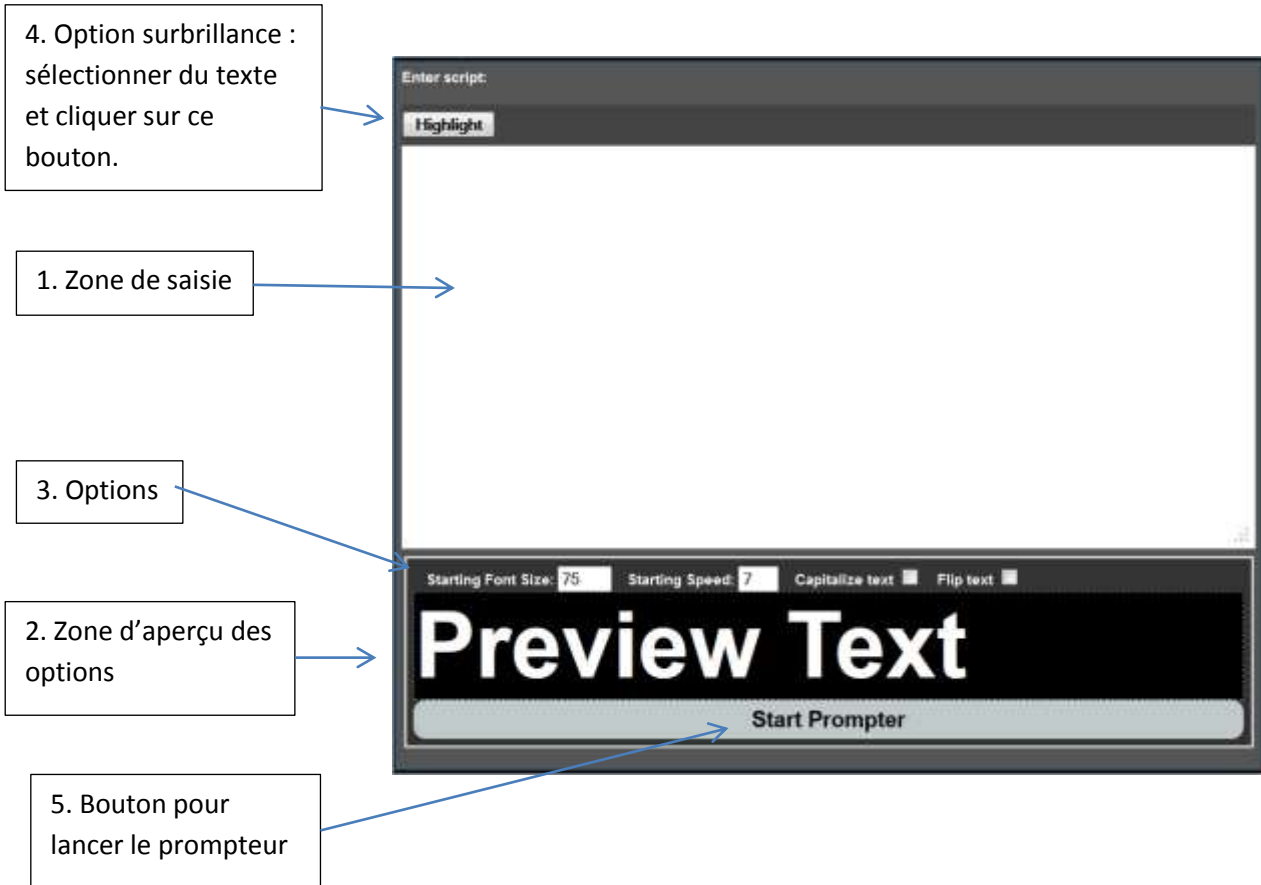 4. Option surbrillance :
sélectionner du texte
et cliquer sur ce
bouton.
Enter script:
Highlight
1. Zone de saisie
3. Options
Starting Font Size: 75 Starting Speed: 7 Capitalize text Flip text
2. Zone d’aperçu des
options
Preview Text
Start Prompter
5. Bouton pour
lancer le prompteur